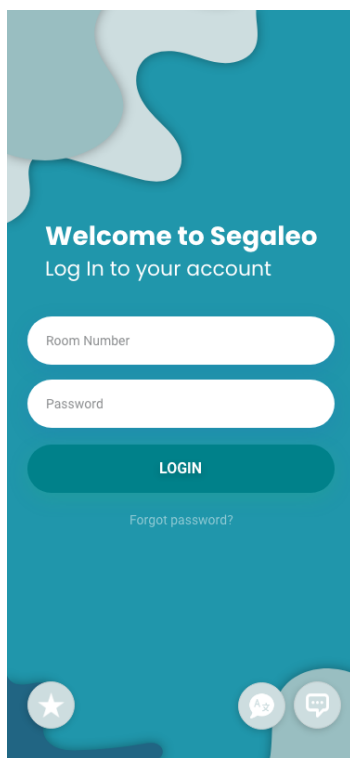 Welcome to Segaleo
Log In to your account
Room Number
Password
LOGIN
Forgot password?
A